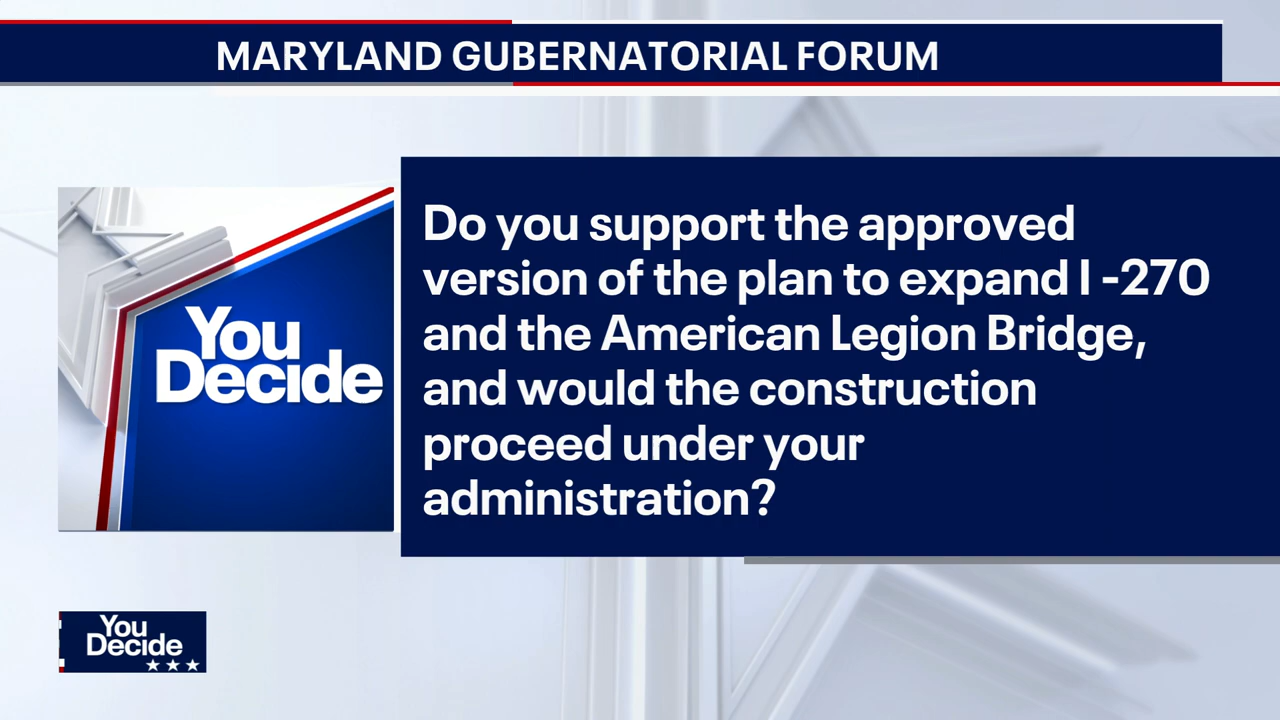 MARYLAND GUBERNATORIAL FORUM
You
Decide
Do you support the approved
version of the plan to expand I -270
and the American Legion Bridge,
and would the construction
proceed under your
administration?
You
Decide